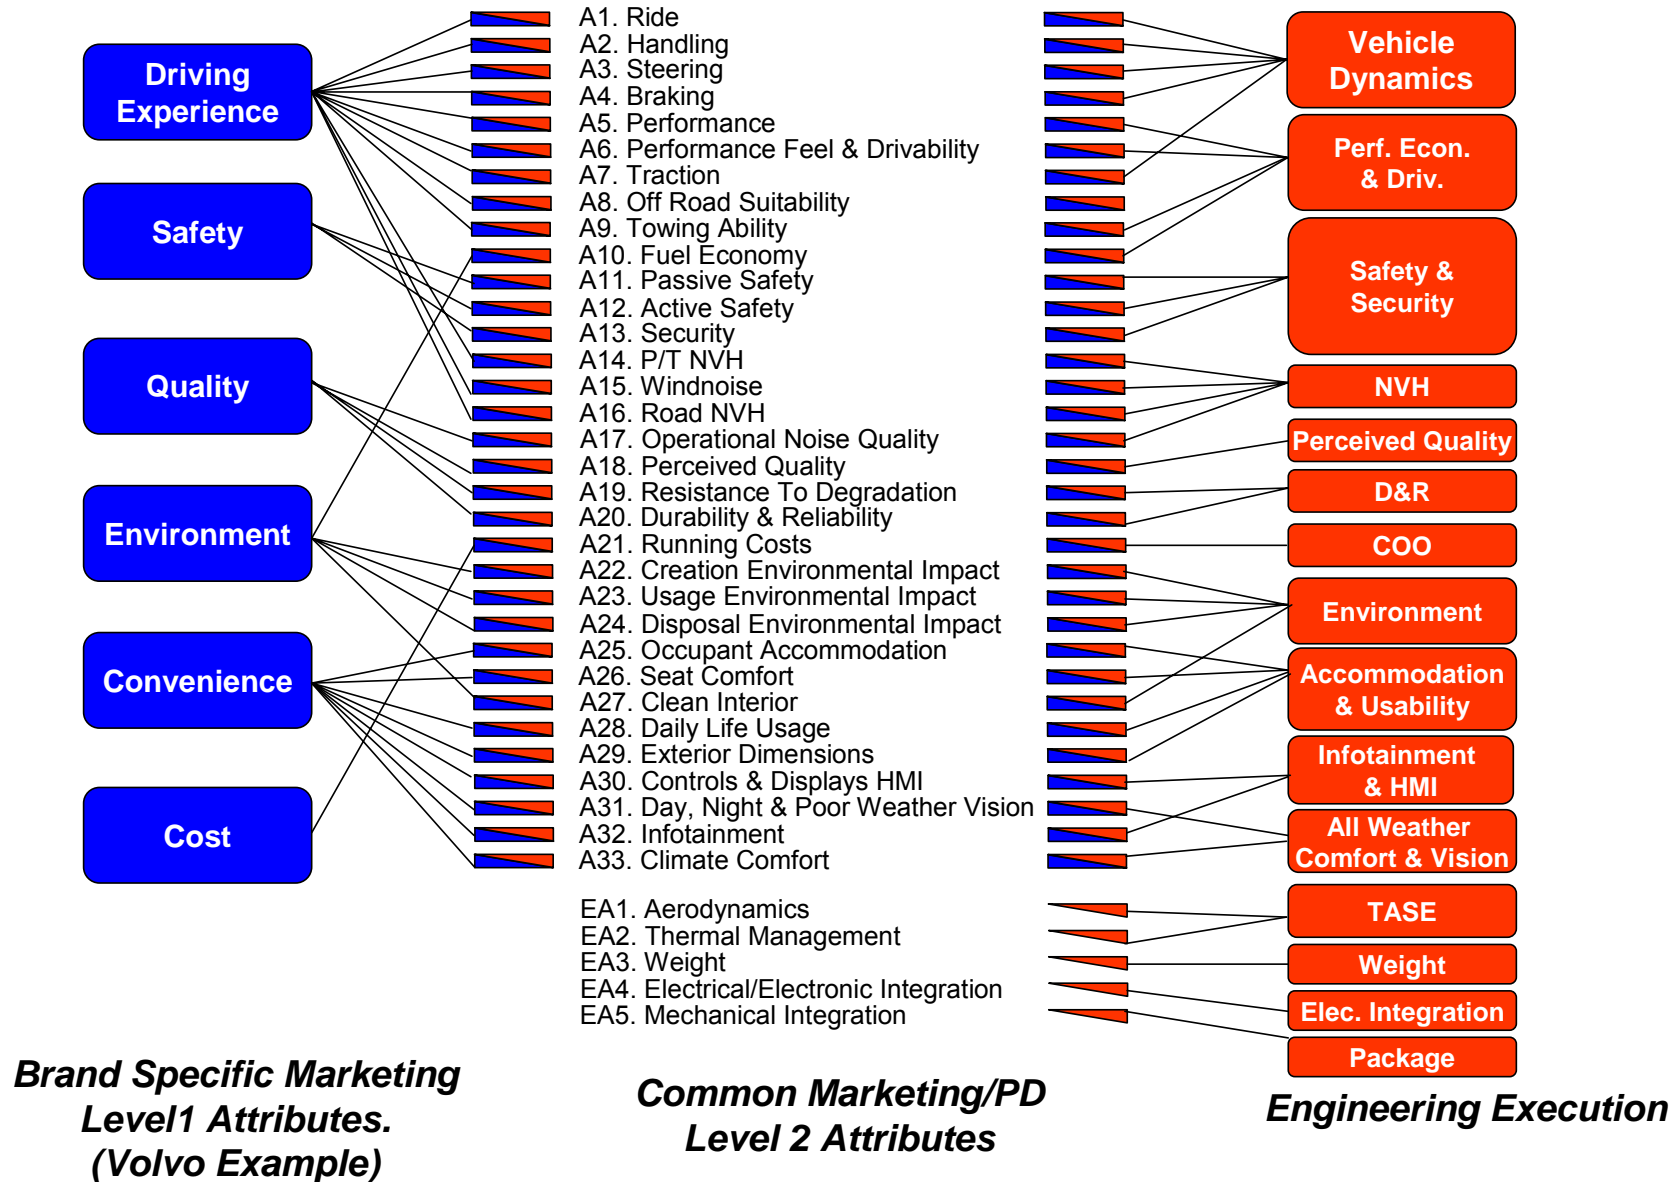 Driving
Experience
Safety
Quality
Environment
Convenience
Cost
Brand Specific Marketing
Level1 Attributes.
(Volvo Example)
A1. Ride
A2. Handling
A3. Steering
A4. Braking
A5. Performance
A6. Performance Feel & Drivability
A7. Traction
A8. Off Road Suitability
A9. Towing Ability
A10. Fuel Economy
A11. Passive Safety
A12. Active Safety
A13. Security
A14. P/T NVH
A15. Windnoise
A16. Road NVH
A17. Operational Noise Quality
A18. Perceived Quality
A19. Resistance To Degradation
A20. Durability & Reliability
A21. Running Costs
A22. Creation Environmental Impact
A23. Usage Environmental Impact
A24. Disposal Environmental Impact
A25. Occupant Accommodation
A26. Seat Comfort
A27. Clean Interior
A28. Daily Life Usage
A29. Exterior Dimensions
A30. Controls & Displays HMI
A31. Day, Night & Poor Weather Vision
A32. Infotainment
A33. Climate Comfort
EA1. Aerodynamics
EA2. Thermal Management
EA3. Weight
EA4. Electrical/Electronic Integration
EA5. Mechanical Integration
Common Marketing/PD
Level 2 Attributes
Vehicle
Dynamics
Perf. Econ.
& Driv.
Safety &
Security
NVH
Perceived Quality
D&R
COO
Environment
Accommodation
& Usability
Infotainment
& HMI
All Weather
Comfort & Vision
TASE
Weight
Elec. Integration
Package
Engineering Execution